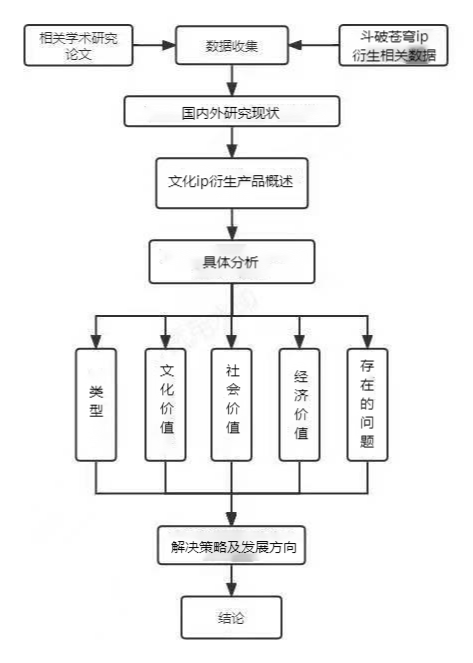 相关学术研究
论文
数据收集
斗破苍穹ip
衍生相关数据
国内外研究现状
文化ip衍生产品概述
具体分析
类型
文化价值
社会价值
经济价值
存在的问题
解决策略及发展方向
结论